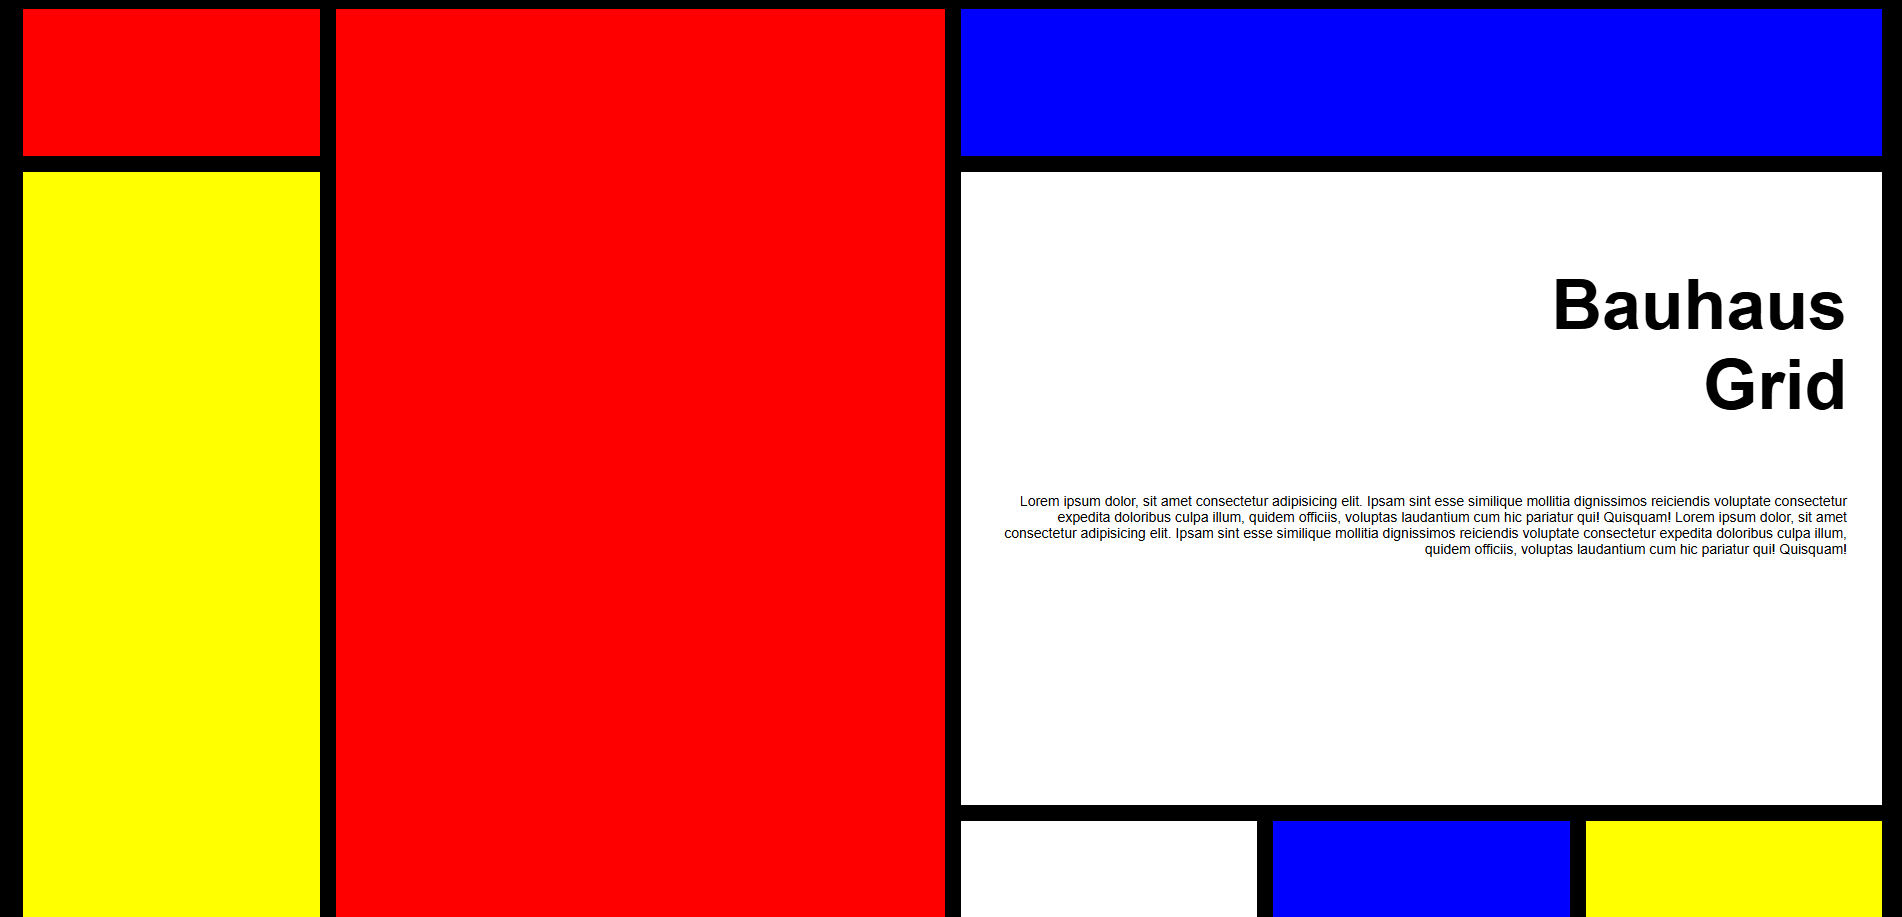 Bauhaus
Grid
Lorem ipsum dolor, sit amet consectetur adipisicing elit. Ipsam sint esse similique mollitia dignissimos reiciendis voluptate consectetur
expedita doloribus culpa illum, quidem officiis, voluptas laudantium cum hic pariatur qui! Quisquam! Lorem ipsum dolor, sit amet
consectetur adipisicing elit. Ipsam sint esse similique mollitia dignissimos reiciendis voluptate consectetur expedita doloribus culpa illum,
quidem officiis, voluptas laudantium cum hic pariatur qui! Quisquam!